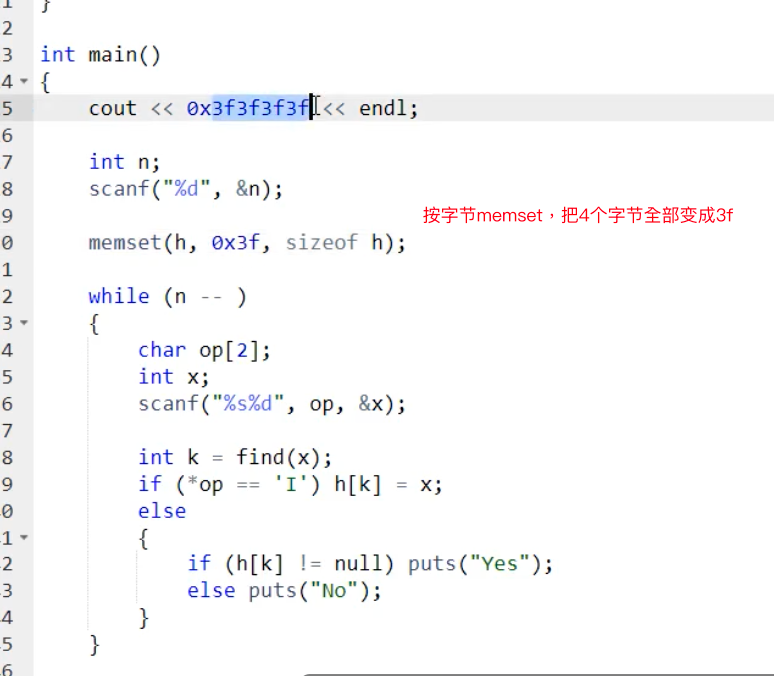 1 }
2
3 int main()
4 {
5 cout << 0x3f3f3f3f << endl;
6
7 int n;
8 scanf("%d", &n);
9 按字节memset，把4个字节全部变成3f
0 memset(h, 0x3f, sizeof h);
1
2 while (n -- )
3 {
4 char op[2];
5 int x;
6 scanf("%s%d", op, &x);
7
8 int k = find(x);
9 if (*op == 'I') h[k] = x;
0 else
1 {
2 if (h[k] != null) puts("Yes");
3 else puts("No");
4 }
5 }
6